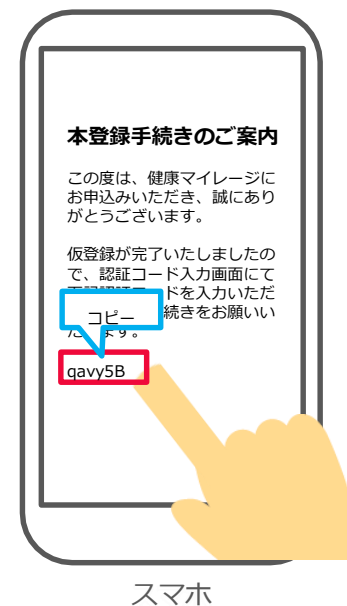 本登録手続きのご案内
この度は、健康マイレージに
お申込みいただき、誠にあり
がとうございます。
仮登録が完了いたしましたの
で、認証コード入力画面にて
ドを入力いただ
コピー
続きをお願いい
ます。
qavy5B
スマホ